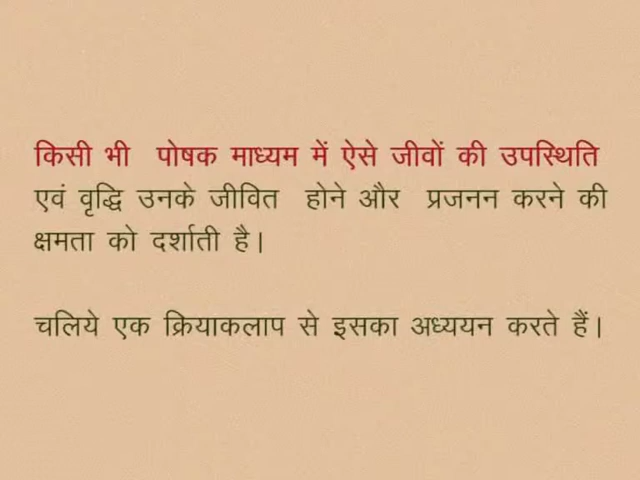 किसी भी पोषक माध्यम में ऐसे जीवों की उपस्थिति
एवं वृद्धि उनके जीवित होने और प्रजनन करने की
क्षमता को दर्शाती है।
चलिये एक क्रियाकलाप से इसका अध्ययन करते हैं।